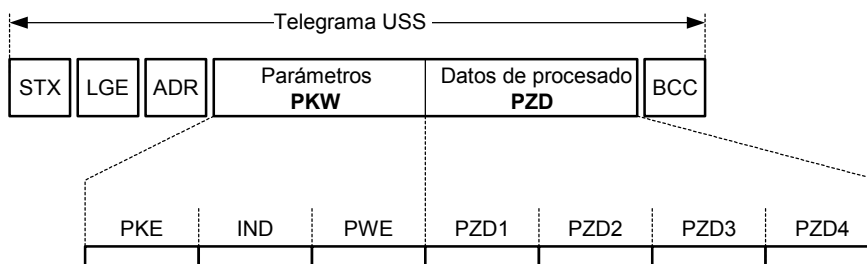 Telegrama USS
STX LGE ADR Parámetros PKW Datos de procesado PZD BCC
PKE IND PWE PZD1 PZD2 PZD3 PZD4